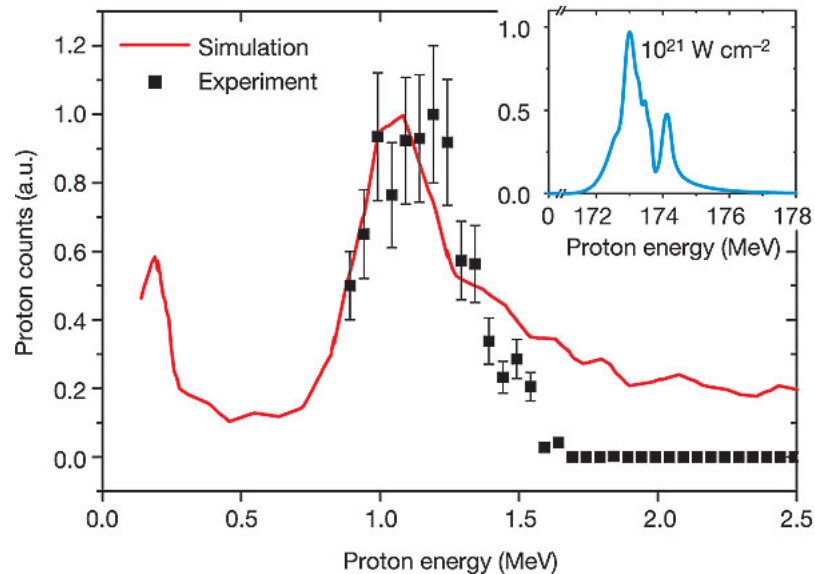 Simulation
Experiment
1.2
1.0
0.8
0.6
0.4
0.2
0.0
Proton counts (a.u.)
0.0 0.5 1.0 1.5 2.0 2.5
Proton energy (MeV)
10²¹ W cm⁻²
1.0
0.5
0.0
0 172 174 176 178
Proton energy (MeV)